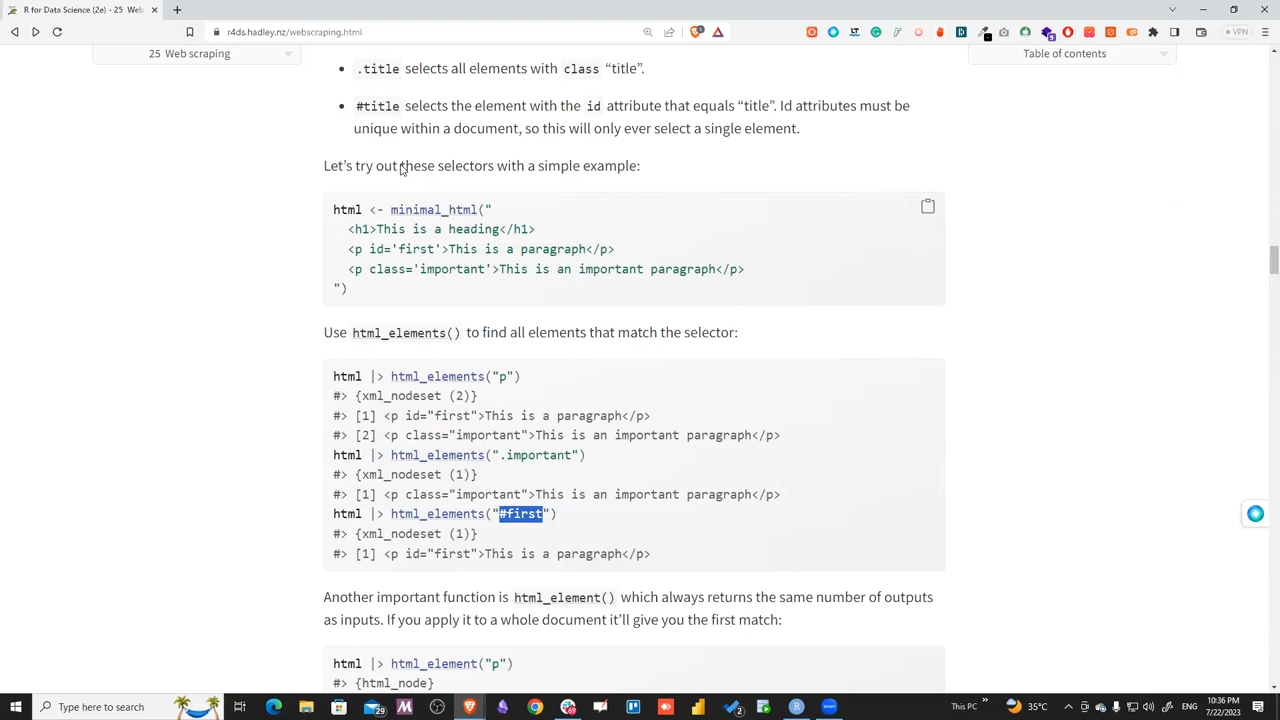 R for Data Science (2e) - 25 Web
r4ds.hadley.nz/webscraping.html
VPN
25 Web scraping
Table of contents
.title selects all elements with class “title”.
#title selects the element with the id attribute that equals “title”. Id attributes must be
unique within a document, so this will only ever select a single element.
Let’s try out these selectors with a simple example:
html <- minimal_html("
<h1>This is a heading</h1>
<p id='first'>This is a paragraph</p>
<p class='important'>This is an important paragraph</p>
")
Use html_elements() to find all elements that match the selector:
html |> html_elements("p")
#> {xml_nodeset (2)}
#> [1] <p id="first">This is a paragraph</p>
#> [2] <p class="important">This is an important paragraph</p>
html |> html_elements(".important")
#> {xml_nodeset (1)}
#> [1] <p class="important">This is an important paragraph</p>
html |> html_elements("#first")
#> {xml_nodeset (1)}
#> [1] <p id="first">This is a paragraph</p>
Another important function is html_element() which always returns the same number of outputs
as inputs. If you apply it to a whole document it’ll give you the first match:
html |> html_element("p")
#> {html_node}
Type here to search
29
2
This PC
35°C
10:36 PM
7/22/2023